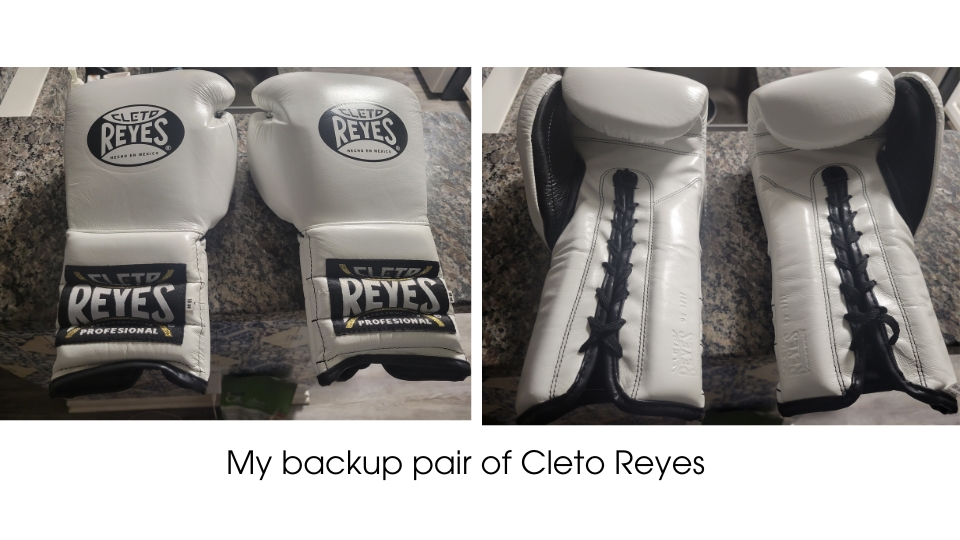 CLETO
REYES
HECHO EN MEXICO
®
CLETO
REYES
HECHO EN MEXICO
®
CLETO
REYES
PROFESIONAL
CLETO
REYES
PROFESIONAL
REYES
My backup pair of Cleto Reyes